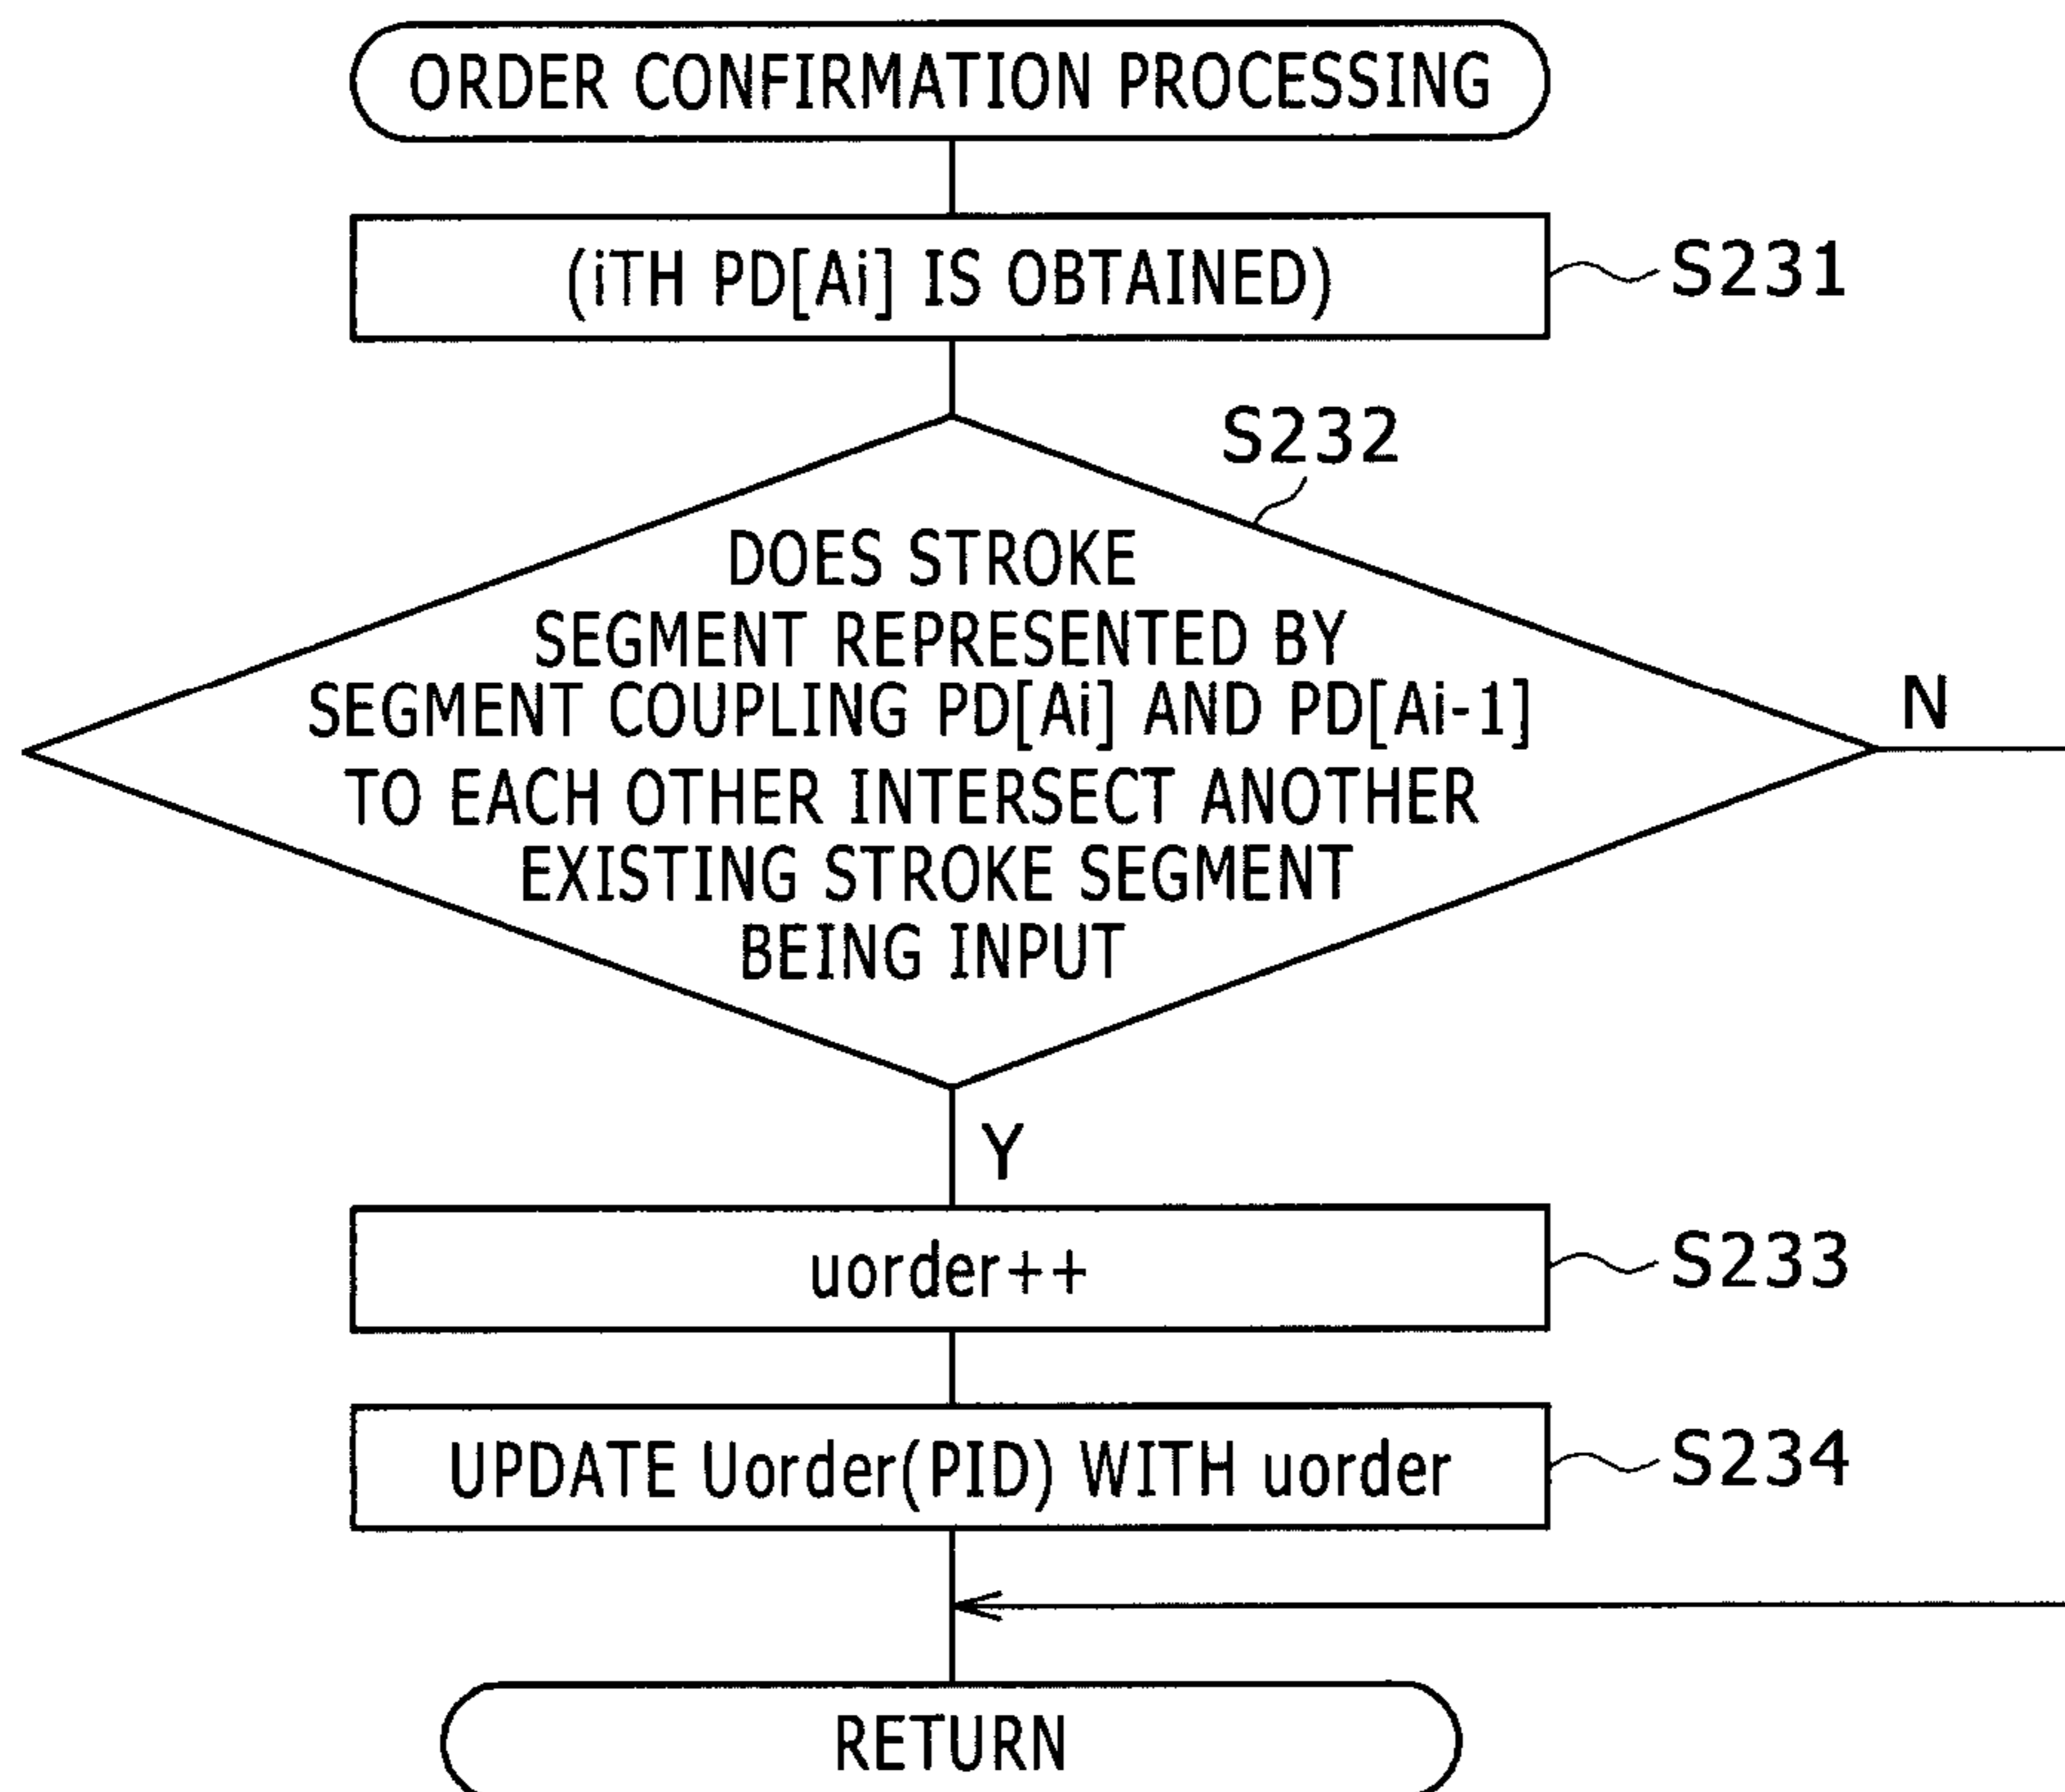 ORDER CONFIRMATION PROCESSING
(iTH PD[Ai] IS OBTAINED)
S231
S232
DOES STROKE
SEGMENT REPRESENTED BY
SEGMENT COUPLING PD[Ai] AND PD[Ai-1]
TO EACH OTHER INTERSECT ANOTHER
EXISTING STROKE SEGMENT
BEING INPUT
N
Y
uorder++
S233
UPDATE Uorder(PID) WITH uorder
S234
RETURN